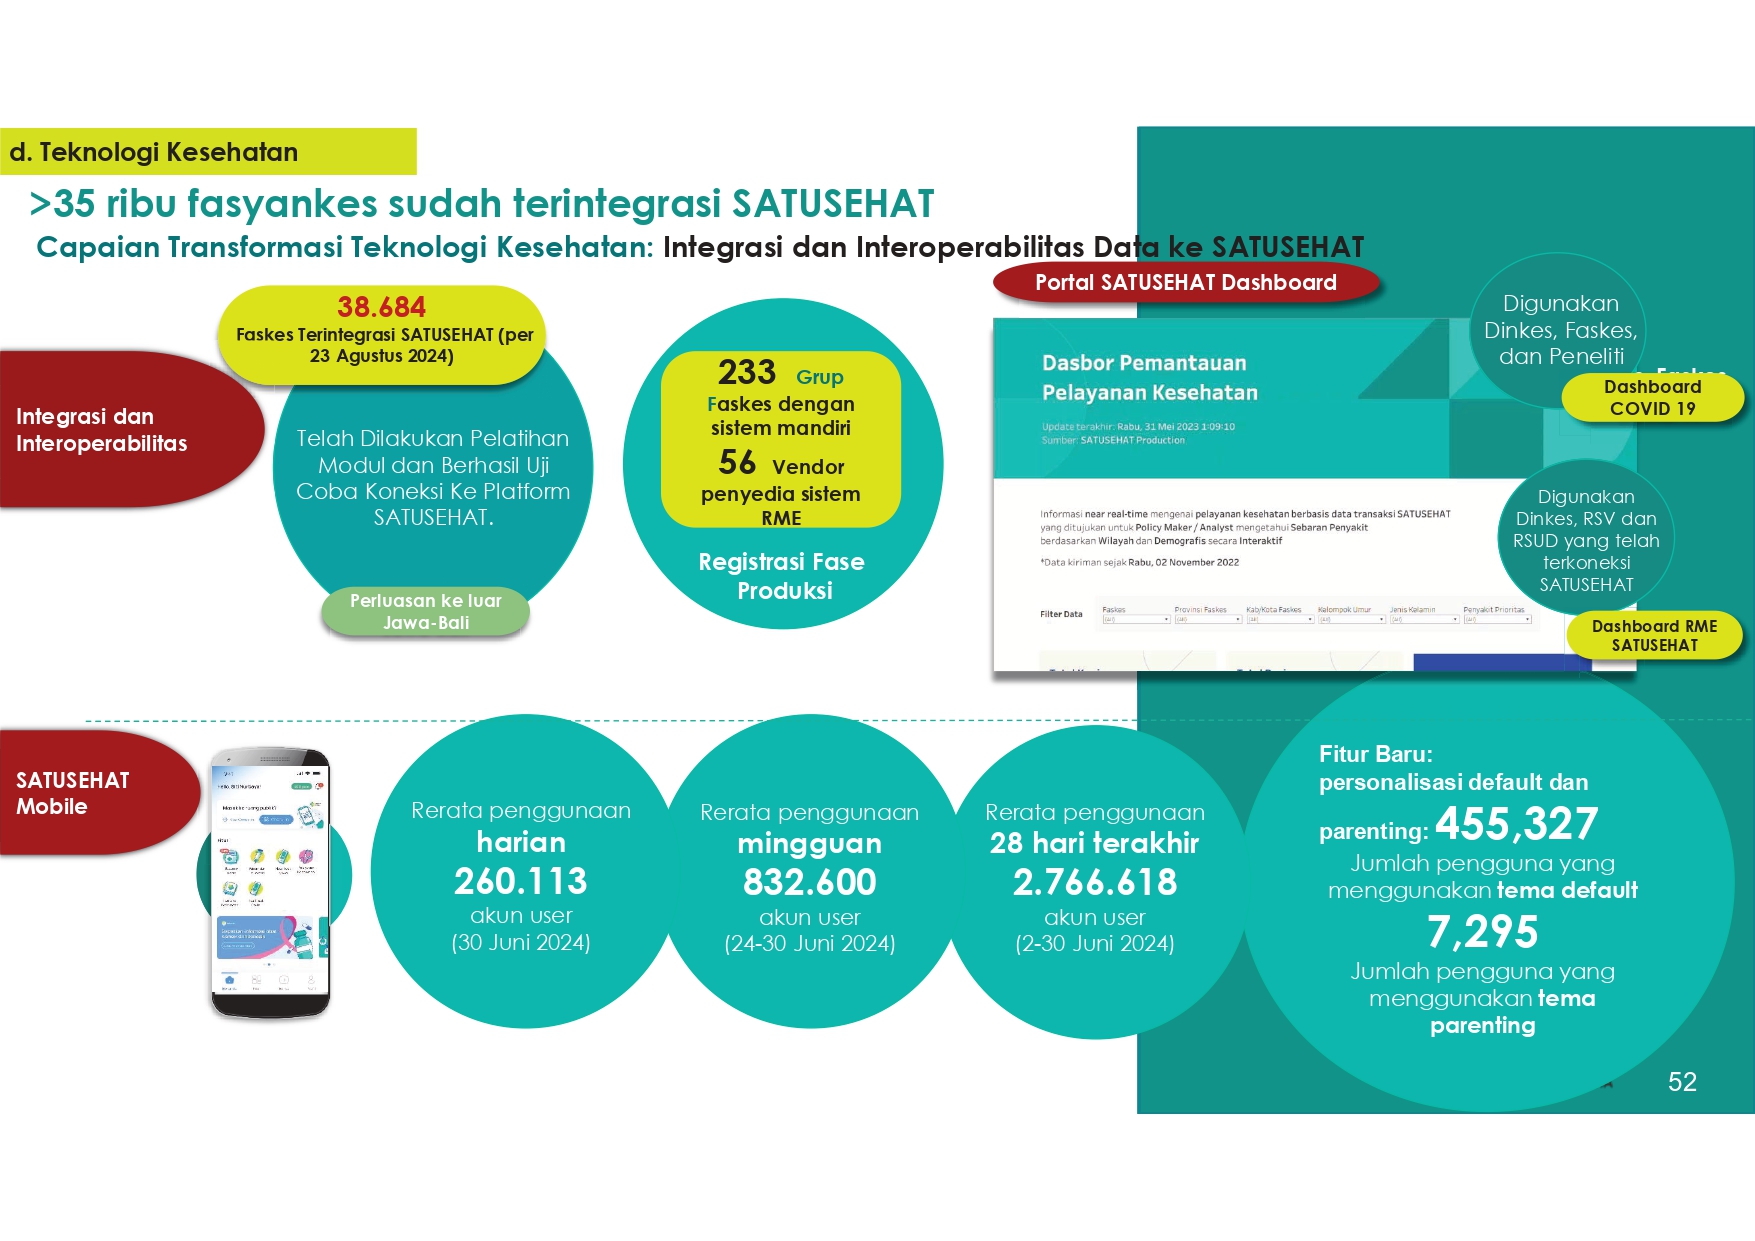 d. Teknologi Kesehatan
>35 ribu fasyankes sudah terintegrasi SATUSEHAT
Capaian Transformasi Teknologi Kesehatan: Integrasi dan Interoperabilitas Data ke SATUSEHAT
Integrasi dan
Interoperabilitas
38.684
Faskes Terintegrasi SATUSEHAT (per
23 Agustus 2024)
Telah Dilakukan Pelatihan
Modul dan Berhasil Uji
Coba Koneksi Ke Platform
SATUSEHAT.
Perluasan ke luar
Jawa-Bali
233 Grup
Faskes dengan
sistem mandiri
56 Vendor
penyedia sistem
RME
Registrasi Fase
Produksi
Portal SATUSEHAT Dashboard
Dasbor Pemantauan
Pelayanan Kesehatan
Update terakhir: Rabu, 31 Mei 2023 1:09:10
Sumber: SATUSEHAT Production
Informasi near real-time mengenai pelayanan kesehatan berbasis data transaksi SATUSEHAT
yang ditujukan untuk Policy Maker / Analyst mengetahui Sebaran Penyakit
berdasarkan Wilayah dan Demografis secara Interaktif
*Data kiriman sejak Rabu, 02 November 2022
Filter Data
Faskes Provinsi Faskes Kab/Kota Faskes Kelompok Umur Jenis Kelamin Penyakit Prioritas
(All) (All) (All) (All) (All) (All)
Digunakan
Dinkes, Faskes,
dan Peneliti
Dashboard
COVID 19
Digunakan
Dinkes, RSV dan
RSUD yang telah
terkoneksi
SATUSEHAT
Dashboard RME
SATUSEHAT
SATUSEHAT
Mobile
Rerata penggunaan
harian
260.113
akun user
(30 Juni 2024)
Rerata penggunaan
mingguan
832.600
akun user
(24-30 Juni 2024)
Rerata penggunaan
28 hari terakhir
2.766.618
akun user
(2-30 Juni 2024)
Fitur Baru:
personalisasi default dan
parenting: 455,327
Jumlah pengguna yang
menggunakan tema default
7,295
Jumlah pengguna yang
menggunakan tema
parenting
52